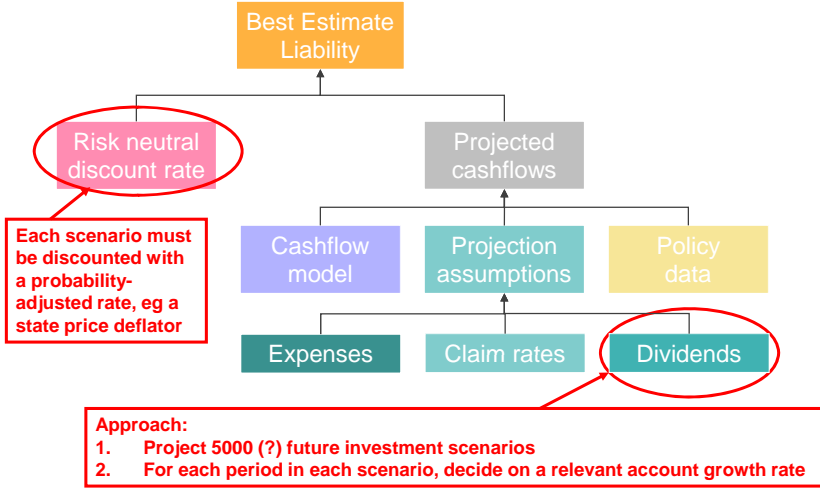 Best Estimate
Liability
Risk neutral
discount rate
Projected
cashflows
Each scenario must
be discounted with
a probability-
adjusted rate, eg a
state price deflator
Cashflow
model
Projection
assumptions
Policy
data
Expenses
Claim rates
Dividends
Approach:
1. Project 5000 (?) future investment scenarios
2. For each period in each scenario, decide on a relevant account growth rate